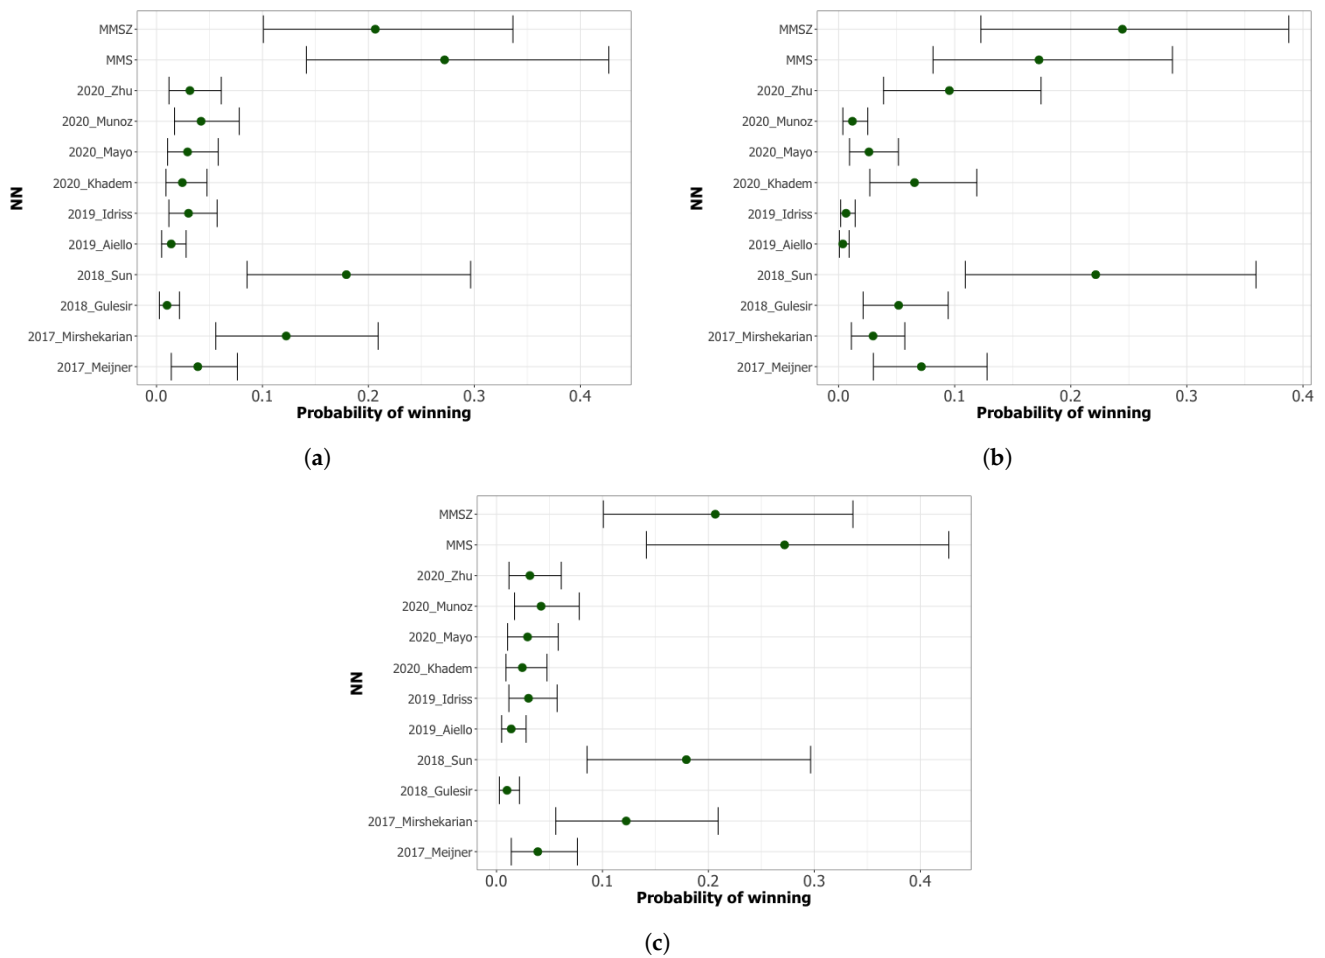 MMSZ
MMS
2020_Zhu
2020_Munoz
2020_Mayo
2020_Khadem
2019_Idriss
2019_Aiello
2018_Sun
2018_Gulesir
2017_Mirshekarian
2017_Meijner
NN
0.0 0.1 0.2 0.3 0.4
Probability of winning
(a)
MMSZ
MMS
2020_Zhu
2020_Munoz
2020_Mayo
2020_Khadem
2019_Idriss
2019_Aiello
2018_Sun
2018_Gulesir
2017_Mirshekarian
2017_Meijner
NN
0.0 0.1 0.2 0.3 0.4
Probability of winning
(b)
MMSZ
MMS
2020_Zhu
2020_Munoz
2020_Mayo
2020_Khadem
2019_Idriss
2019_Aiello
2018_Sun
2018_Gulesir
2017_Mirshekarian
2017_Meijner
NN
0.0 0.1 0.2 0.3 0.4
Probability of winning
(c)